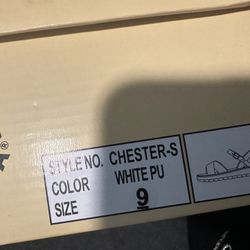 ®
STYLE NO. CHESTER-S
COLOR WHITE PU
SIZE 9